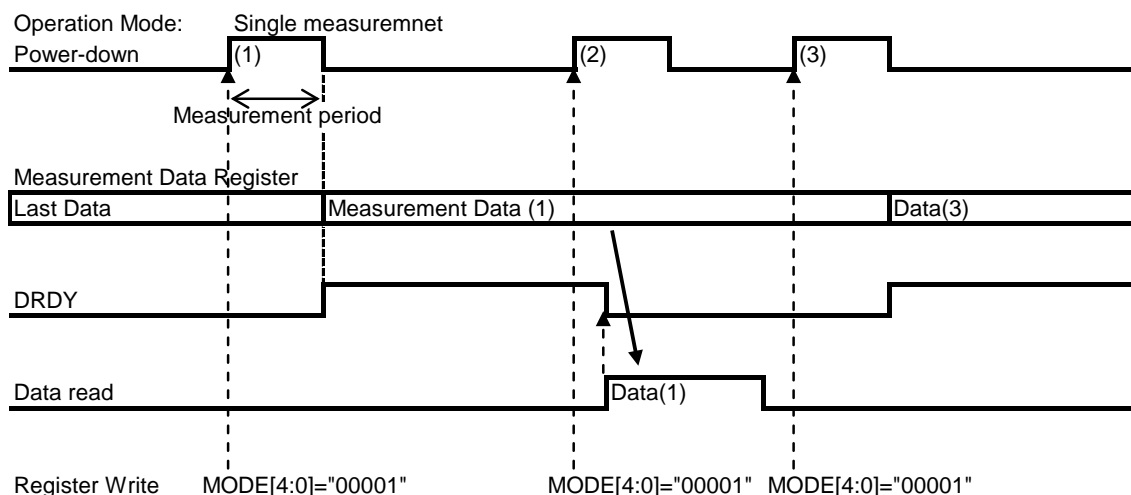 Operation Mode: Single measuremnet
Power-down (1) (2) (3)
Measurement period
Measurement Data Register
Last Data Measurement Data (1) Data(3)
DRDY
Data read Data(1)
Register Write MODE[4:0]="00001" MODE[4:0]="00001" MODE[4:0]="00001"